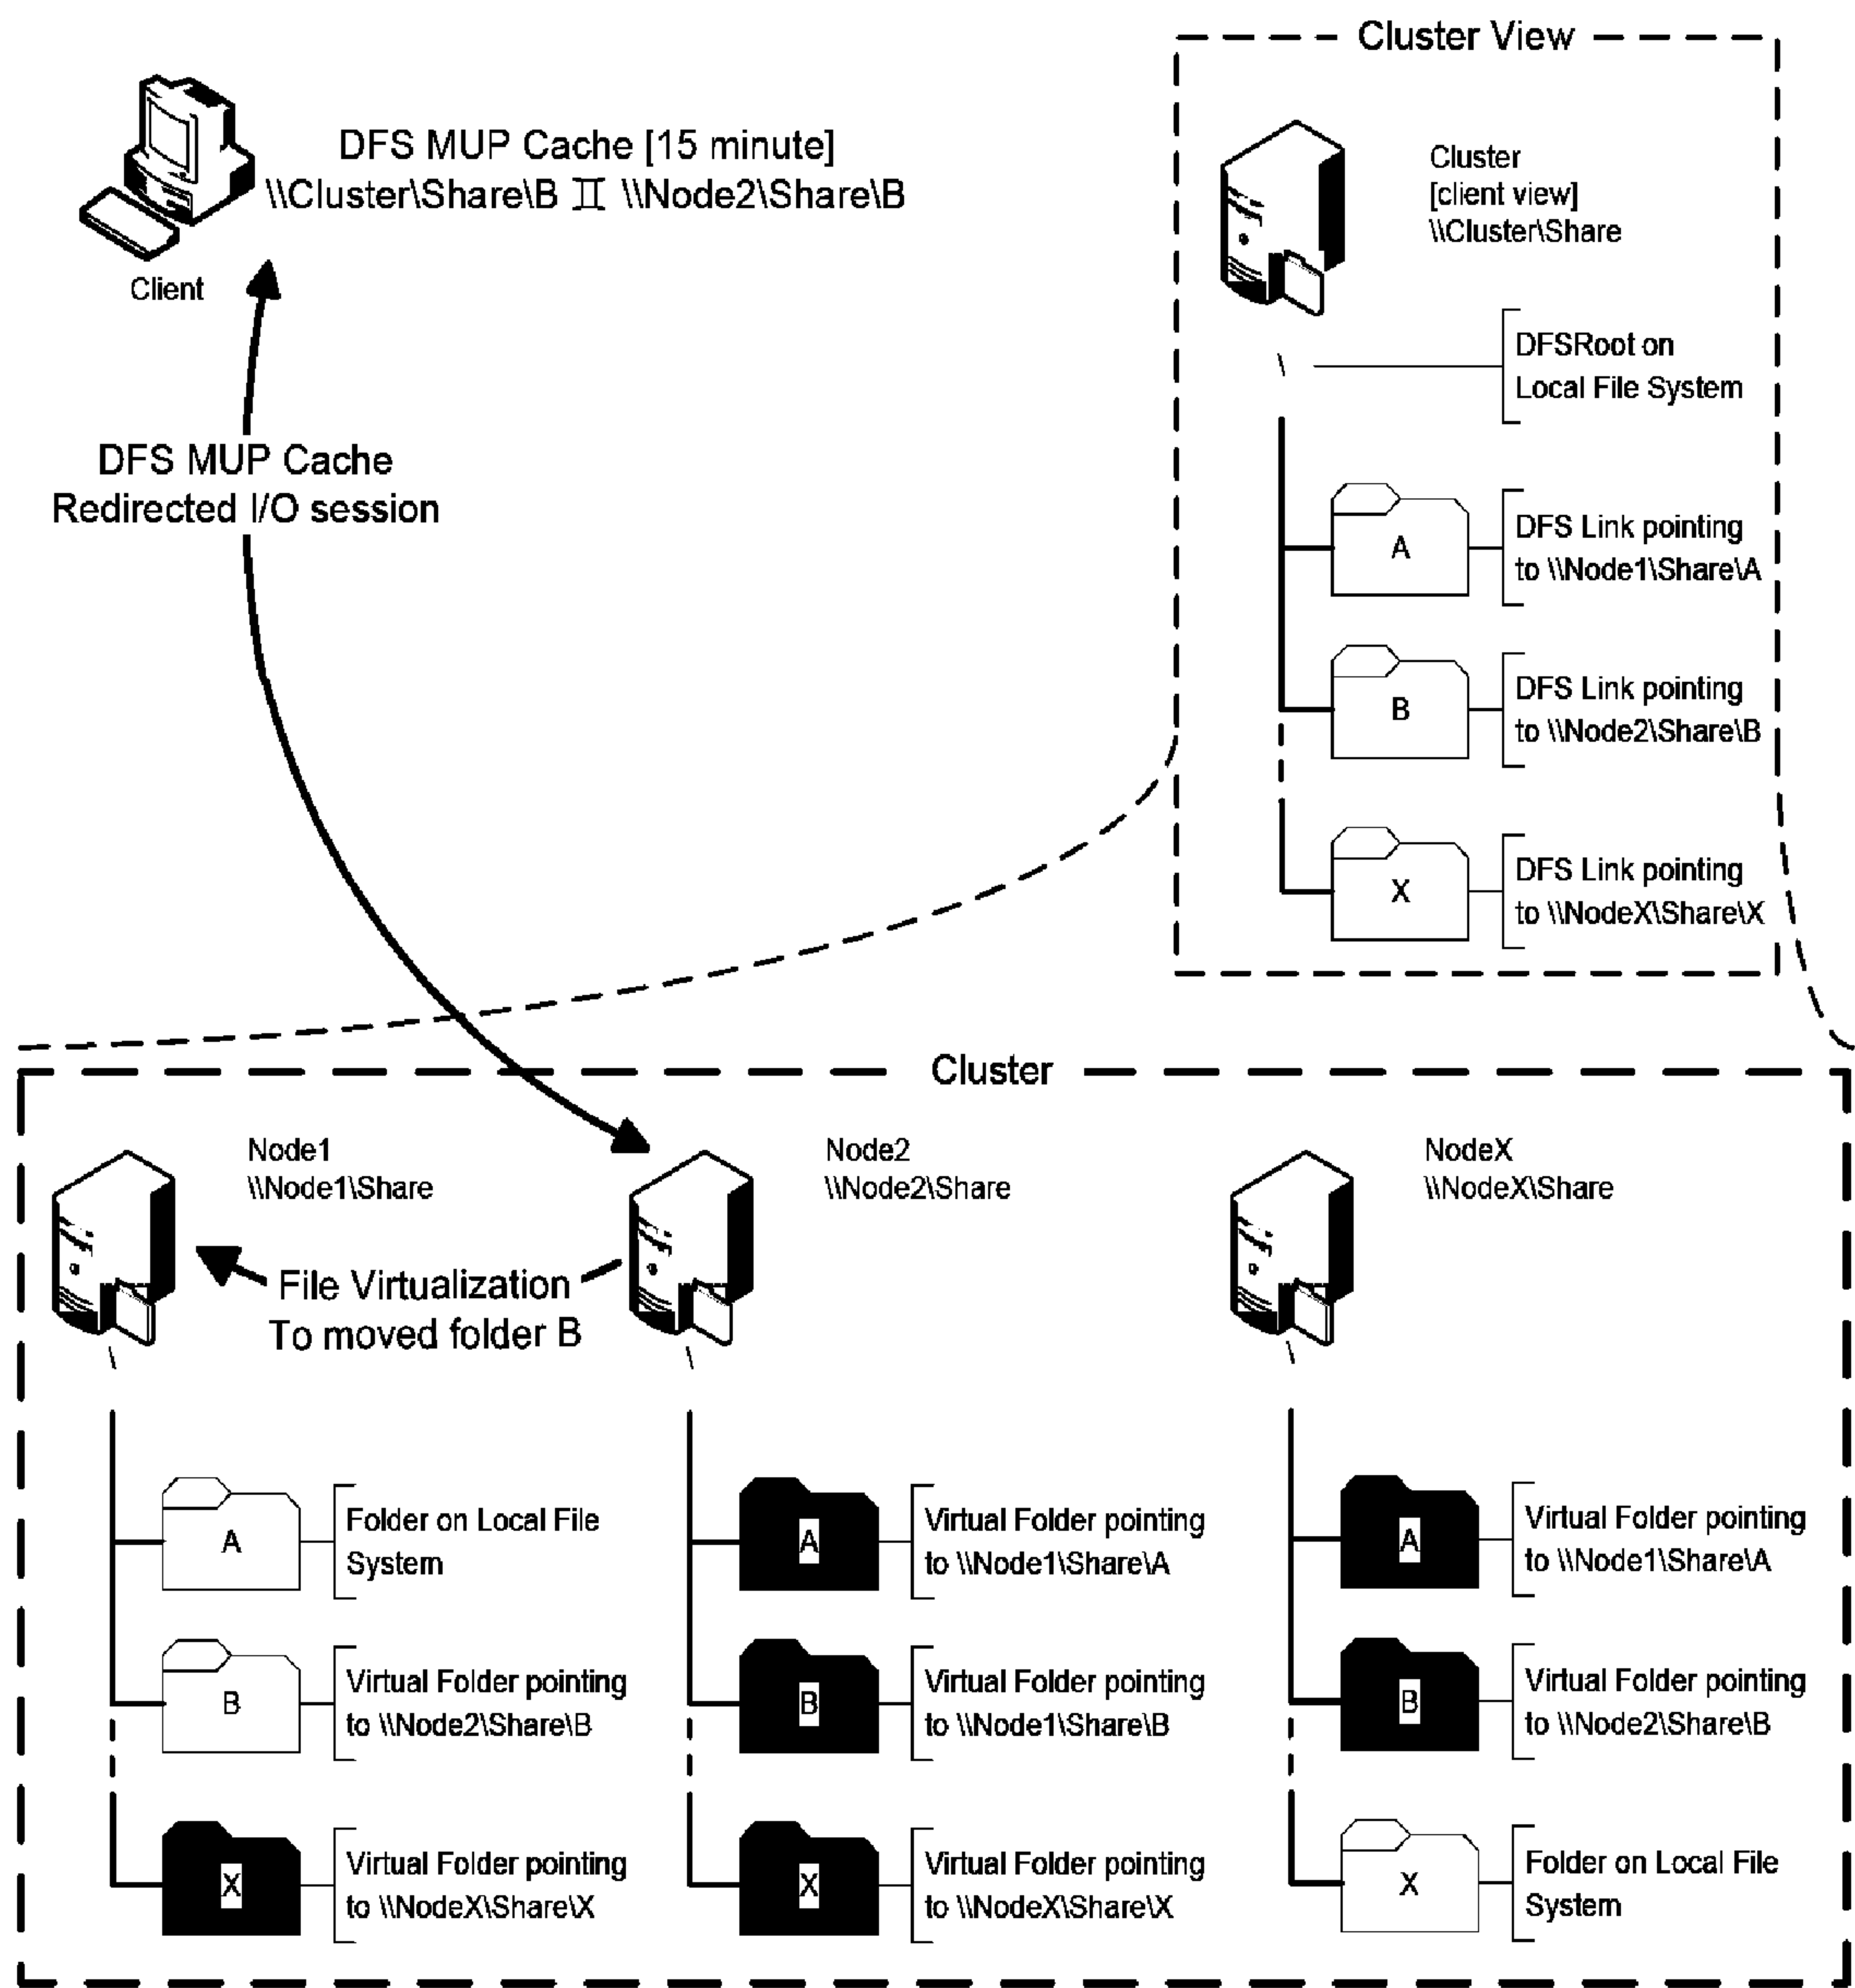 Cluster View
DFS MUP Cache [15 minute]
\\Cluster\Share\B ♊ \\Node2\Share\B
Client
Cluster
[client view]
\\Cluster\Share
\
DFSRoot on
Local File System
DFS MUP Cache
Redirected I/O session
A
DFS Link pointing
to \\Node1\Share\A
B
DFS Link pointing
to \\Node2\Share\B
X
DFS Link pointing
to \\NodeX\Share\X
Cluster
Node1
\\Node1\Share
Node2
\\Node2\Share
NodeX
\\NodeX\Share
File Virtualization
To moved folder B
\
\
\
A
Folder on Local File
System
B
Virtual Folder pointing
to \\Node2\Share\B
X
Virtual Folder pointing
to \\NodeX\Share\X
A
Virtual Folder pointing
to \\Node1\Share\A
B
Virtual Folder pointing
to \\Node1\Share\B
X
Virtual Folder pointing
to \\NodeX\Share\X
A
Virtual Folder pointing
to \\Node1\Share\A
B
Virtual Folder pointing
to \\Node2\Share\B
X
Folder on Local File
System